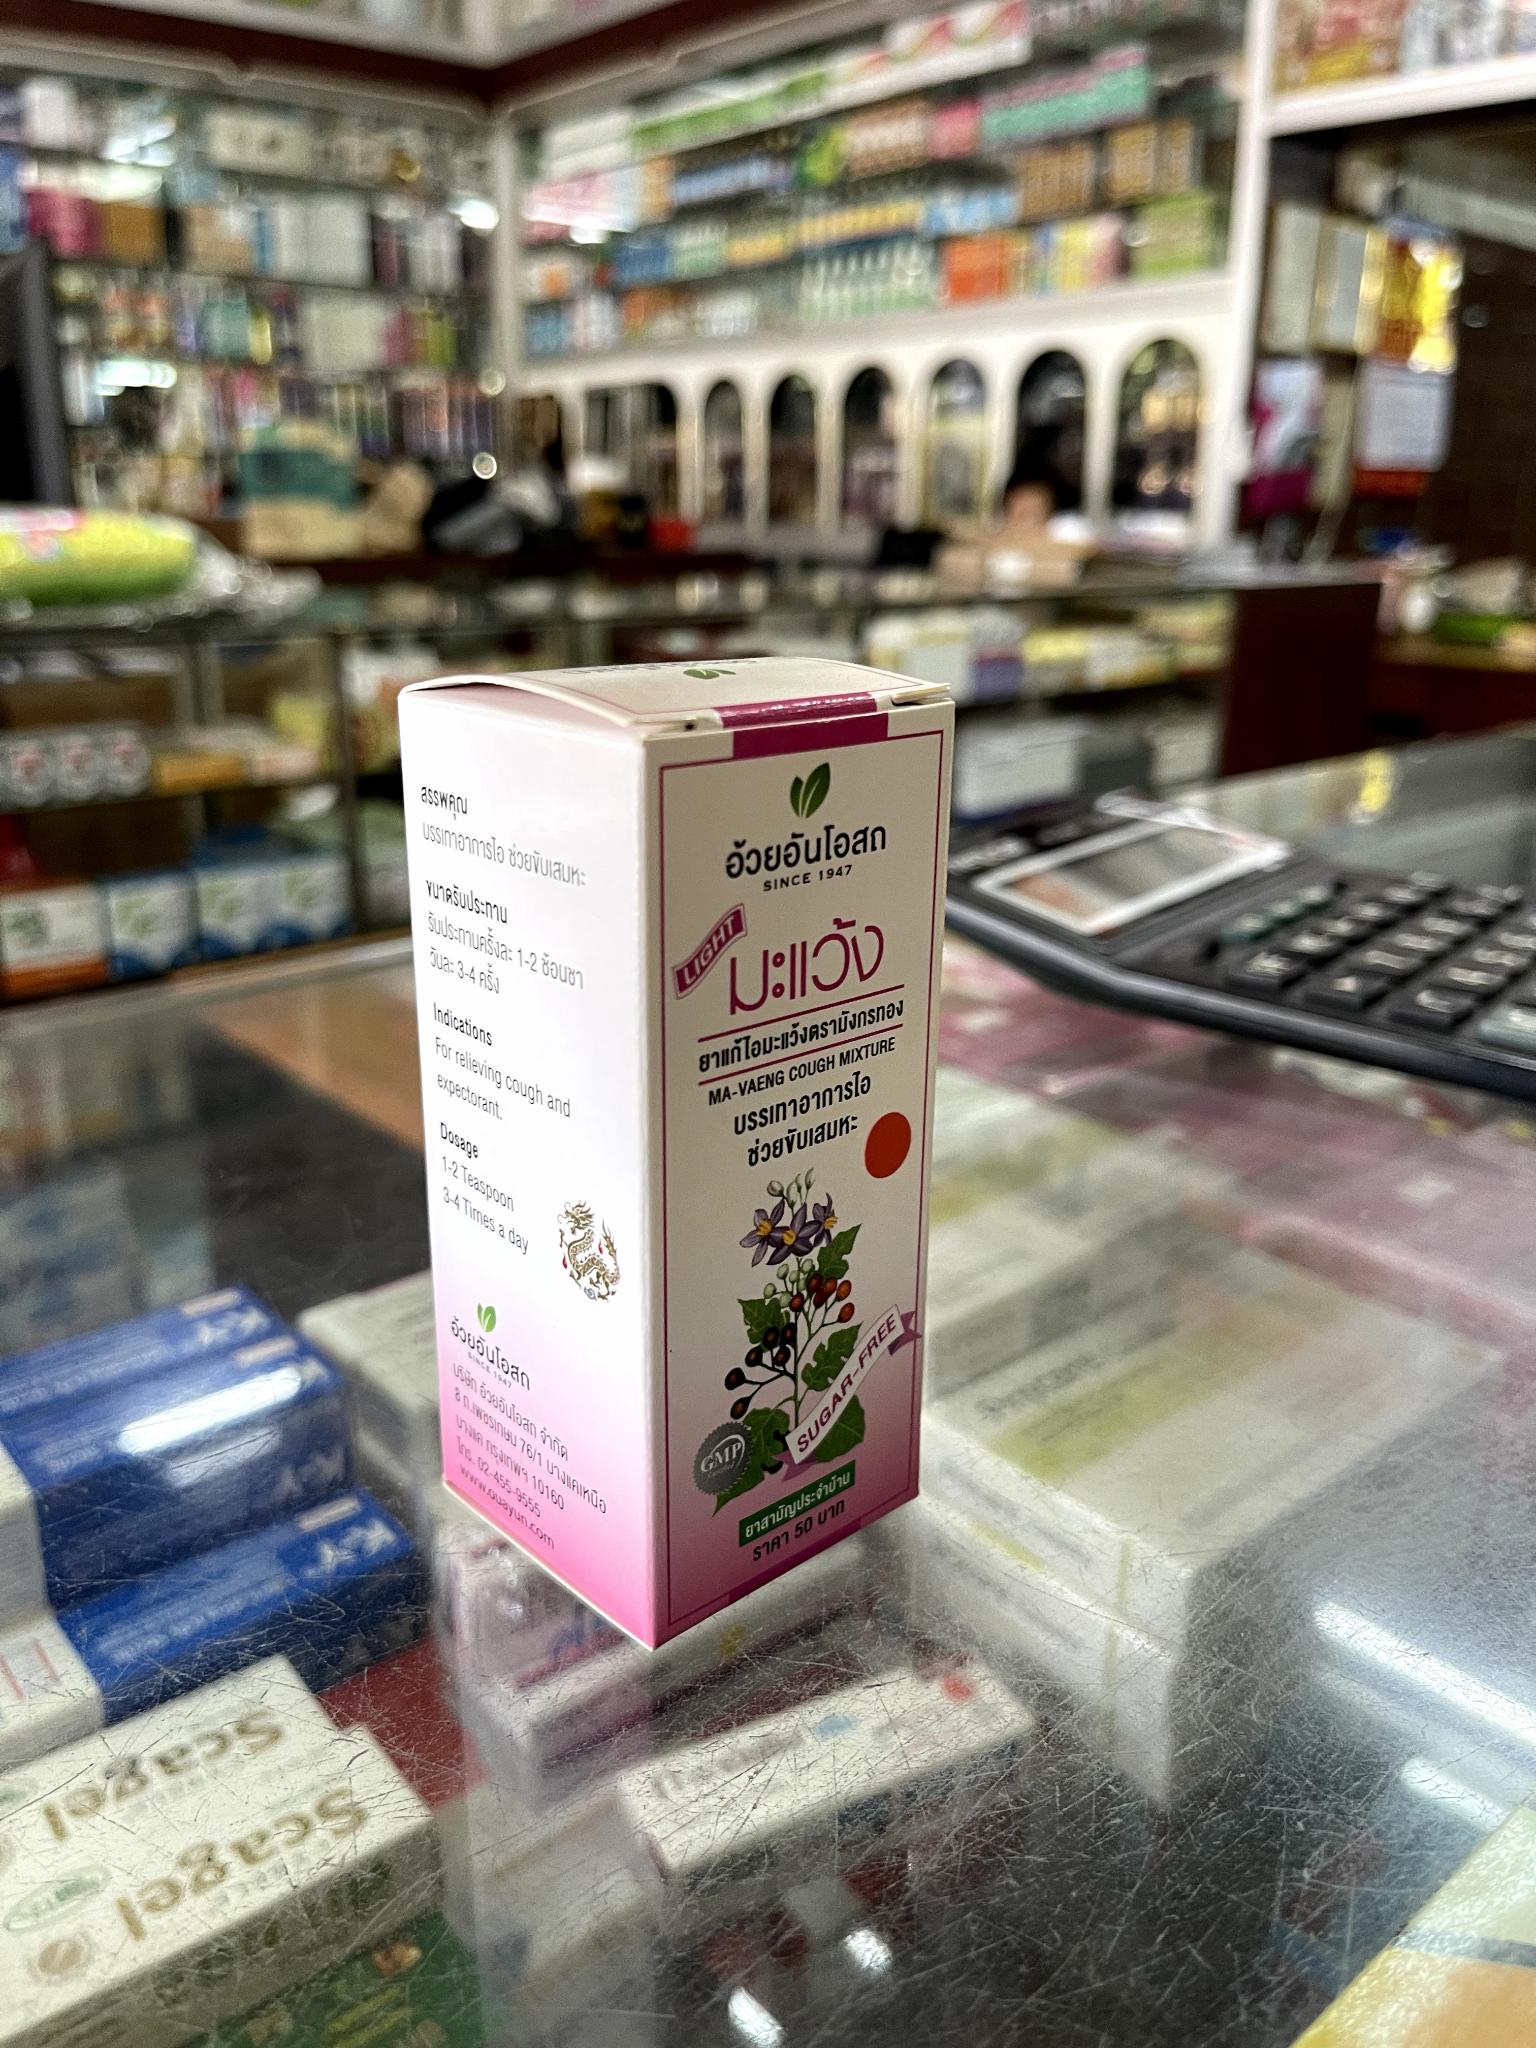 สรรพคุณ
บรรเทาอาการไอ ช่วยขับเสมหะ
ขนาดรับประทาน
รับประทานครั้งละ 1-2 ช้อนชา
วันละ 3-4 ครั้ง
Indications
For relieving cough and
expectorant.
Dosage
1-2 Teaspoon
3-4 Times a day
อ้วยอันโอสถ
SINCE 1947
บริษัท อ้วยอันโอสถ จำกัด
8 ถ.เพชรเกษม 76/1 บางแคเหนือ
บางแค กรุงเทพฯ 10160
โทร. 02-455-9555
www.ouayun.com
อ้วยอันโอสถ
SINCE 1947
LIGHT
มะแว้ง
ยาแก้ไอมะแว้งตรามังกรทอง
MA-VAENG COUGH MIXTURE
บรรเทาอาการไอ
ช่วยขับเสมหะ
SUGAR-FREE
GMP
ยาสามัญประจำบ้าน
ราคา 50 บาท
K-Y
K-Y
Scagel
Scagel